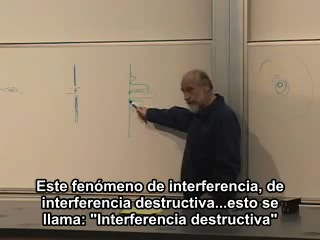 Este fenómeno de interferencia, de
interferencia destructiva...esto se
llama: "Interferencia destructiva"